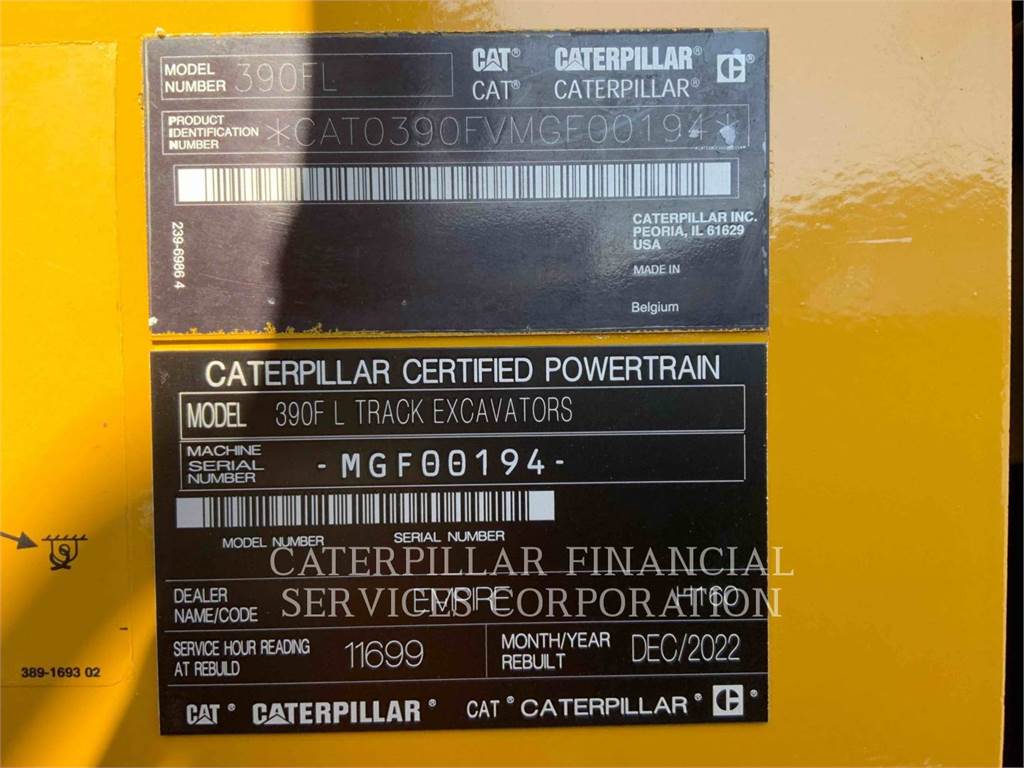 MODEL
NUMBER 390FL
CAT® CATERPILLAR®
CAT® CATERPILLAR®
PRODUCT
IDENTIFICATION
NUMBER *CAT0390FVMGF00194*
239-6986 4
CATERPILLAR INC.
PEORIA, IL 61629
USA
MADE IN
Belgium
CATERPILLAR CERTIFIED POWERTRAIN
MODEL 390F L TRACK EXCAVATORS
MACHINE
SERIAL
NUMBER -MGF00194-
MODEL NUMBER SERIAL NUMBER
CATERPILLAR FINANCIAL
SERVICES CORPORATION
DEALER
NAME/CODE EMPIRE H160
SERVICE HOUR READING
AT REBUILD 11699
MONTH/YEAR
REBUILT DEC/2022
CAT® CATERPILLAR® CAT® CATERPILLAR®
389-1693 02